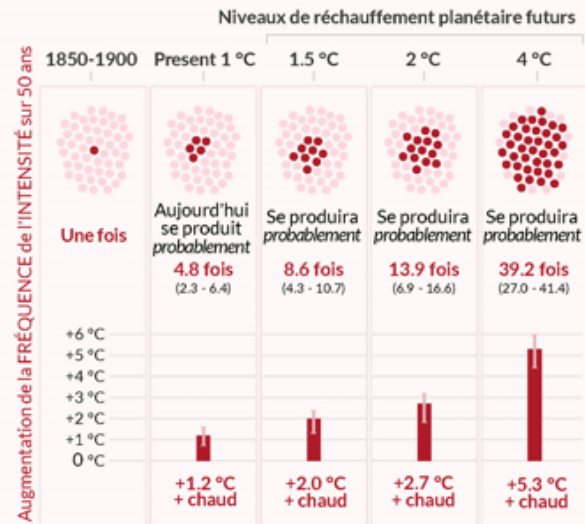 Niveaux de réchauffement planétaire futurs
1850-1900 Present 1 °C 1.5 °C 2 °C 4 °C
Augmentation de la FRÉQUENCE de l'INTENSITÉ sur 50 ans
Une fois
Aujourd'hui
se produit
probablement
4.8 fois
(2.3 - 6.4)
Se produira
probablement
8.6 fois
(4.3 - 10.7)
Se produira
probablement
13.9 fois
(6.9 - 16.6)
Se produira
probablement
39.2 fois
(27.0 - 41.4)
+6 °C
+5 °C
+4 °C
+3 °C
+2 °C
+1 °C
0 °C
+1.2 °C
+ chaud
+2.0 °C
+ chaud
+2.7 °C
+ chaud
+5.3 °C
+ chaud